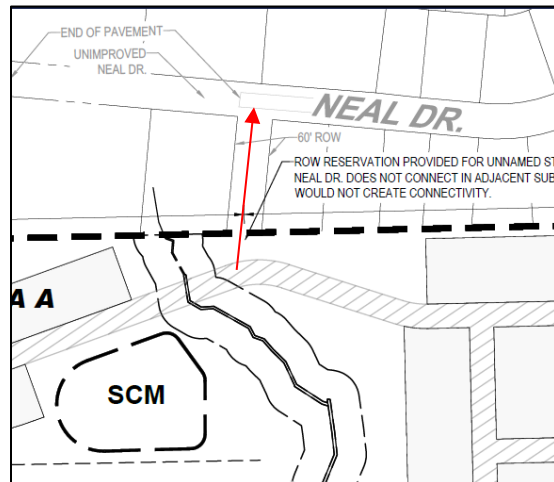 END OF PAVEMENT
UNIMPROVED
NEAL DR.
NEAL DR.
60' ROW
ROW RESERVATION PROVIDED FOR UNNAMED ST
NEAL DR. DOES NOT CONNECT IN ADJACENT SUB
WOULD NOT CREATE CONNECTIVITY.
A A
SCM